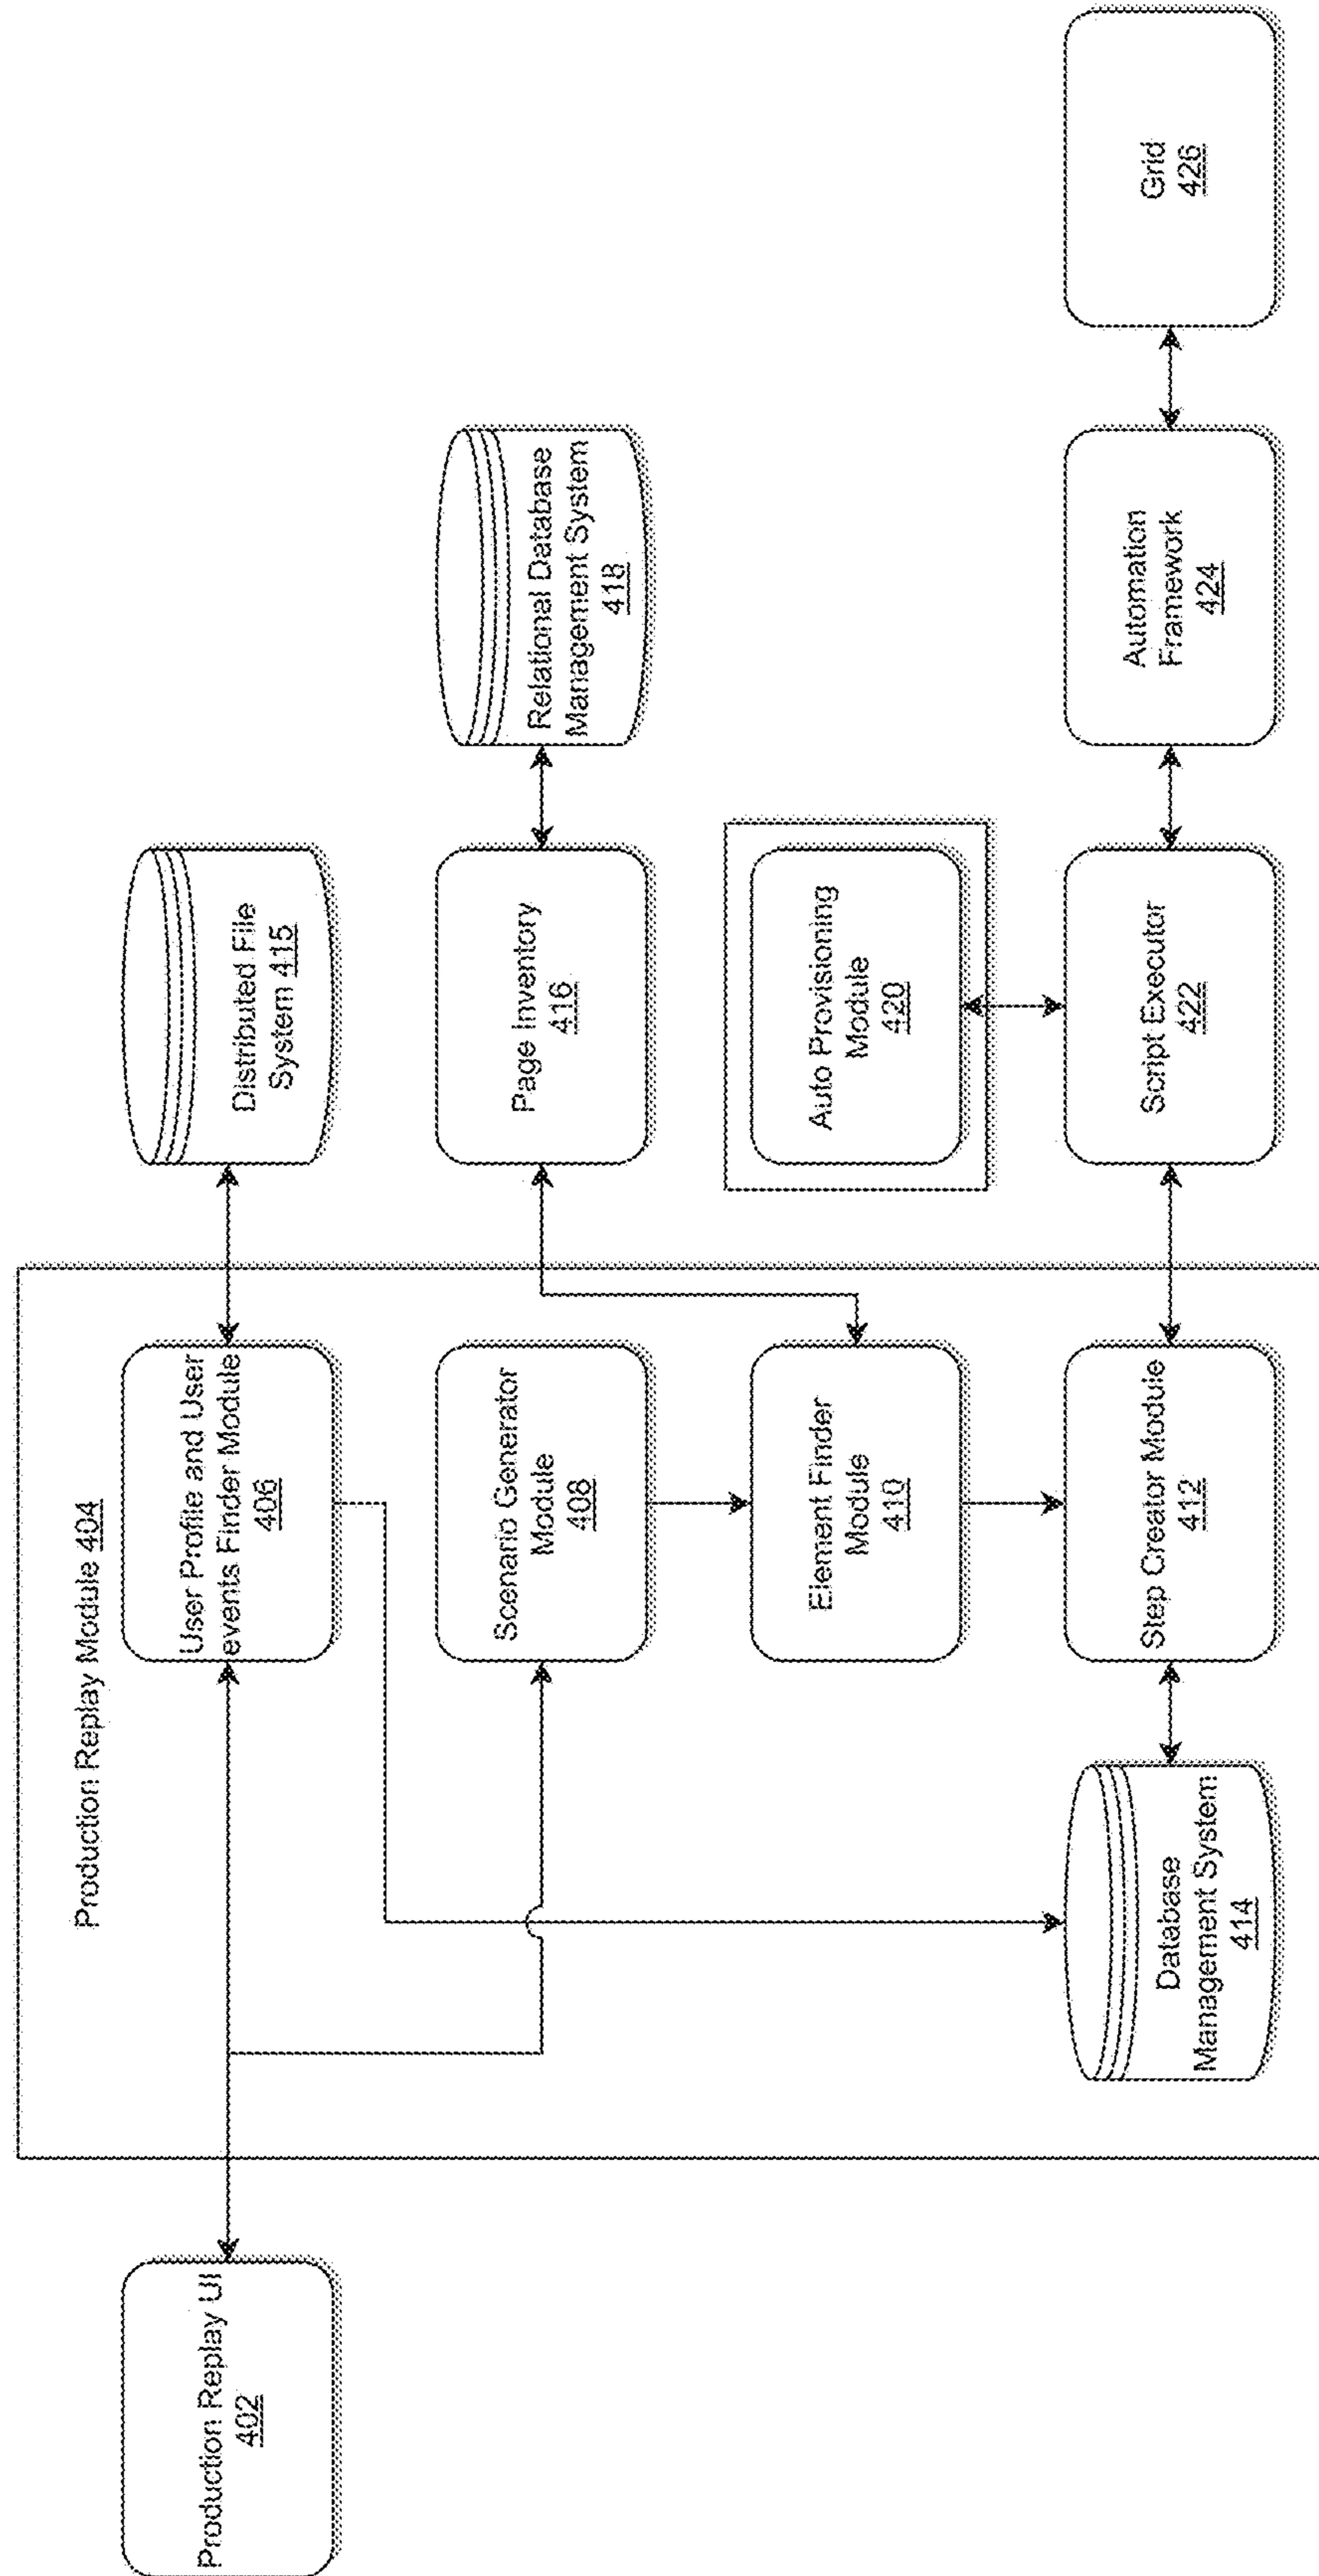 Production Replay UI
402
Production Replay Module 404
User Profile and User
events Finder Module
406
Distributed File
System 415
Scenario Generator
Module
408
Page Inventory
416
Relational Database
Management System
418
Element Finder
Module
410
Auto Provisioning
Module
420
Database
Management System
414
Step Creator Module
412
Script Executor
422
Automation
Framework
424
Grid
426